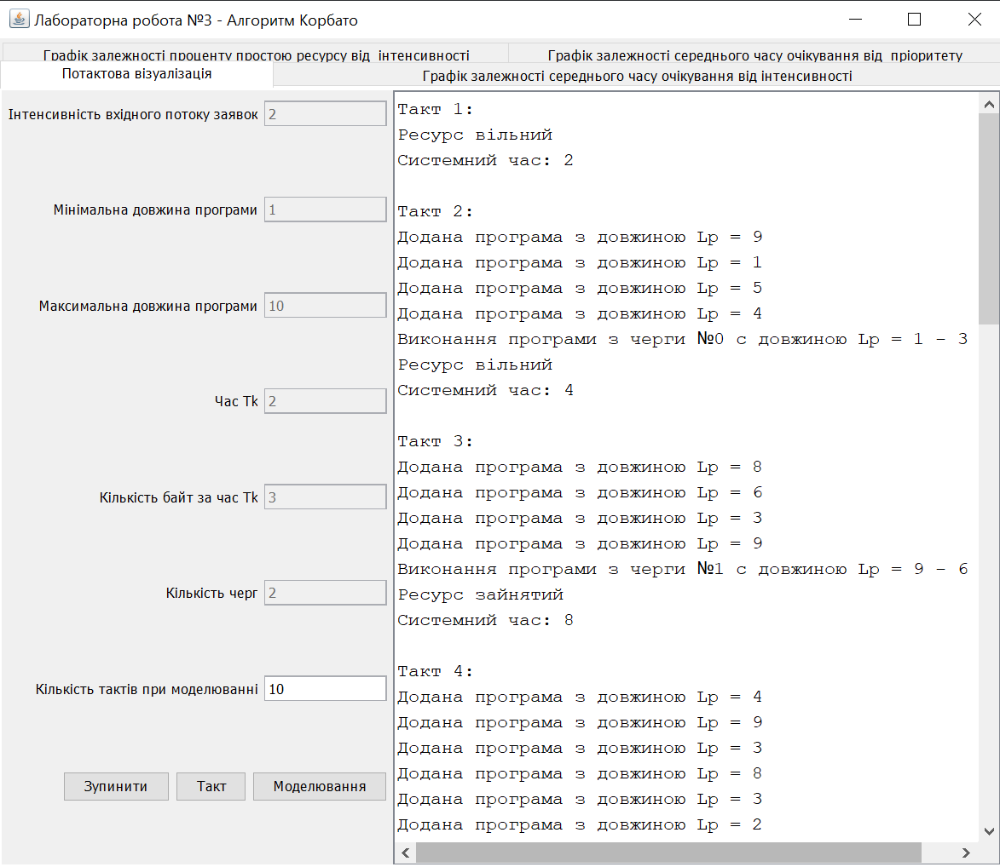 Лабораторна робота №3 - Алгоритм Корбато
Графік залежності проценту простою ресурсу від інтенсивності
Графік залежності середнього часу очікування від пріоритету
Потактова візуалізація
Графік залежності середнього часу очікування від інтенсивності
Інтенсивність вхідного потоку заявок 2
Мінімальна довжина програми 1
Максимальна довжина програми 10
Час Tk 2
Кількість байт за час Tk 3
Кількість черг 2
Кількість тактів при моделюванні 10
Зупинити Такт Моделювання
Такт 1:
Ресурс вільний
Системний час: 2
Такт 2:
Додана програма з довжиною Lp = 9
Додана програма з довжиною Lp = 1
Додана програма з довжиною Lp = 5
Додана програма з довжиною Lp = 4
Виконання програми з черги №0 с довжиною Lp = 1 - 3
Ресурс вільний
Системний час: 4
Такт 3:
Додана програма з довжиною Lp = 8
Додана програма з довжиною Lp = 6
Додана програма з довжиною Lp = 3
Додана програма з довжиною Lp = 9
Виконання програми з черги №1 с довжиною Lp = 9 - 6
Ресурс зайнятий
Системний час: 8
Такт 4:
Додана програма з довжиною Lp = 4
Додана програма з довжиною Lp = 9
Додана програма з довжиною Lp = 3
Додана програма з довжиною Lp = 8
Додана програма з довжиною Lp = 3
Додана програма з довжиною Lp = 2